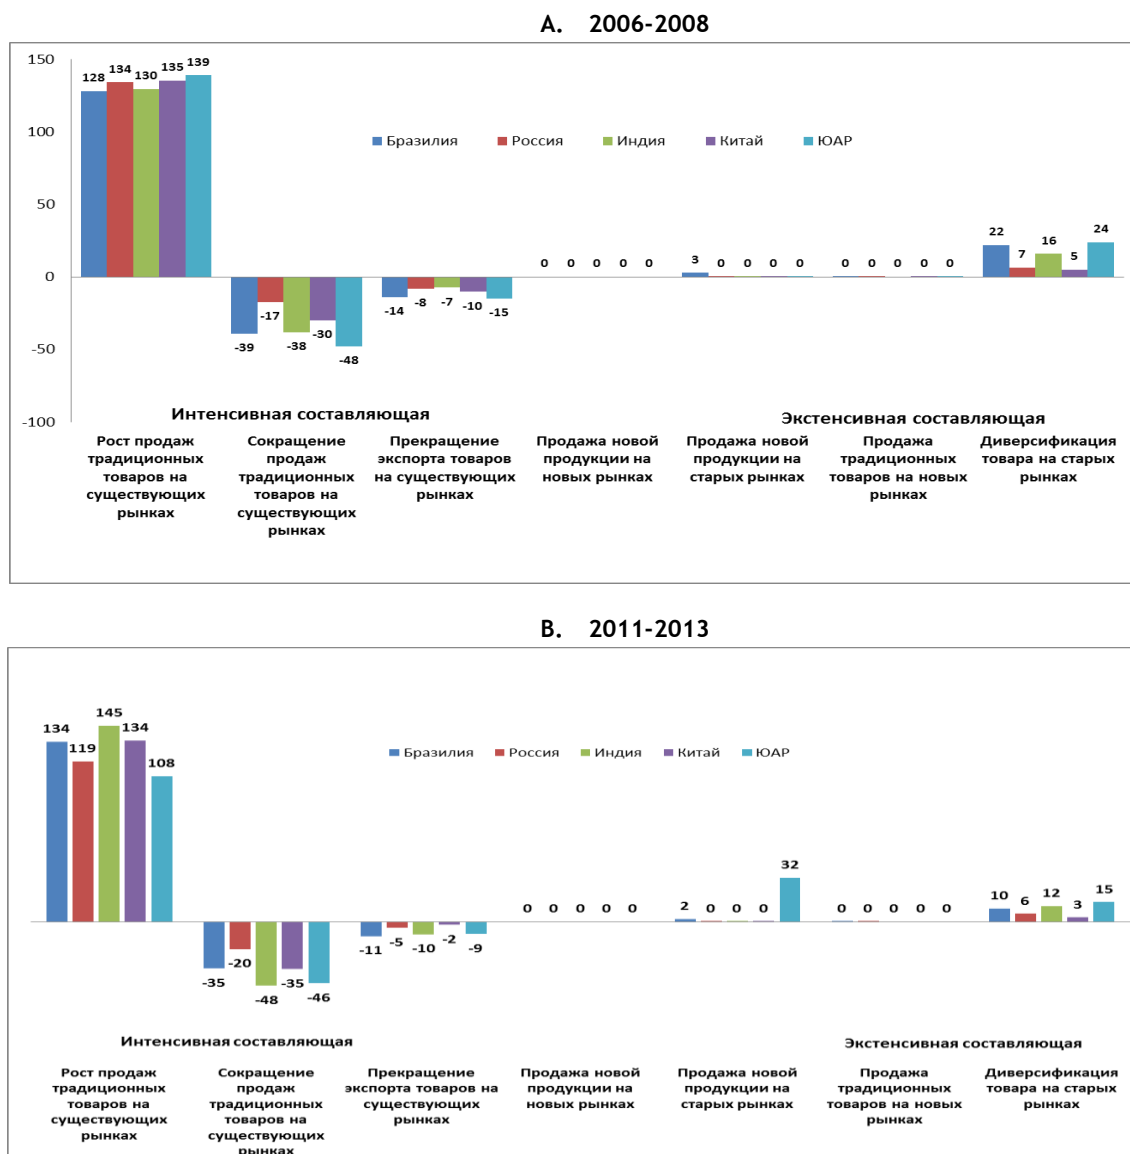 A. 2006-2008
150
128 134 130 135 139
100
Бразилия Россия Индия Китай ЮАР
50
22 7 16 5 24
3 0 0 0 0
0 0 0 0 0
0 0 0 0 0
0
-14 -8 -7 -10 -15
-39 -17 -38 -30 -48
-50
-100
Интенсивная составляющая
Экстенсивная составляющая
Рост продаж
традиционных
товаров на
существующих
рынках
Сокращение
продаж
традиционных
товаров на
существующих
рынках
Прекращение
экспорта товаров
на существующих
рынках
Продажа новой
продукции на
новых рынках
Продажа новой
продукции на
старых рынках
Продажа
традиционных
товаров на новых
рынках
Диверсификация
товара на старых
рынках
B. 2011-2013
134 119 145 134 108
Бразилия Россия Индия Китай ЮАР
-35 -20 -48 -35 -46
-11 -5 -10 -2 -9
0 0 0 0 0
2 0 0 0 32
0 0 0 0 0
10 6 12 3 15
Интенсивная составляющая
Экстенсивная составляющая
Рост продаж
традиционных
товаров на
существующих
рынках
Сокращение
продаж
традиционных
товаров на
существующих
рынках
Прекращение
экспорта товаров на
существующих
рынках
Продажа новой
продукции на
новых рынках
Продажа новой
продукции на
старых рынках
Продажа
традиционных
товаров на новых
рынках
Диверсификация
товара на старых
рынках